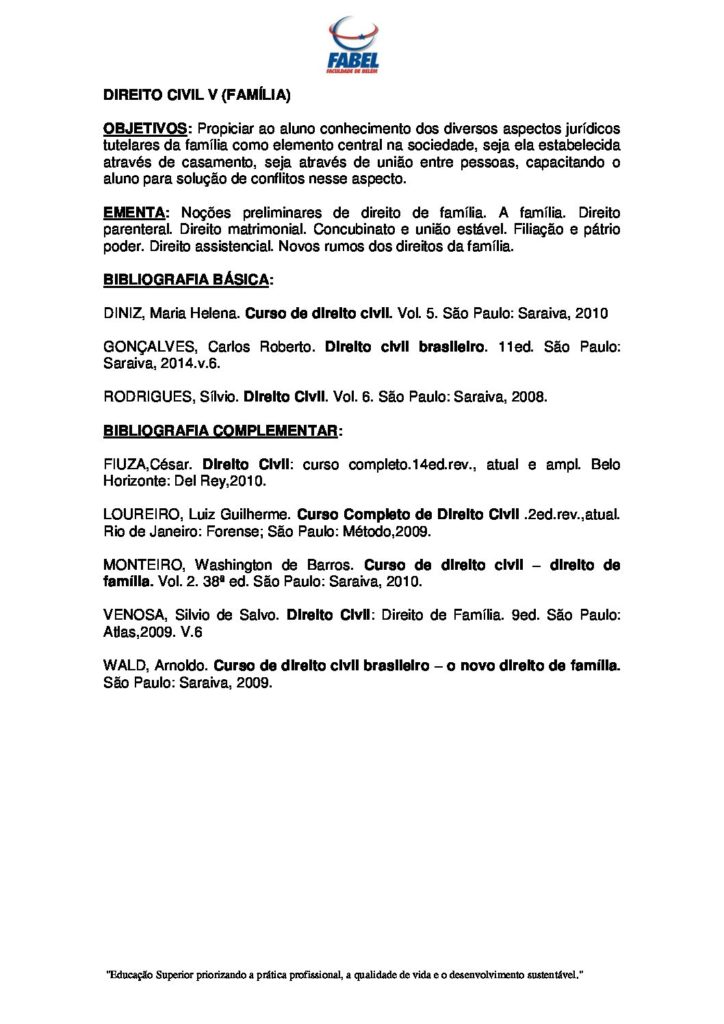 FABEL
FACULDADE DE BELÉM
DIREITO CIVIL V (FAMÍLIA)
OBJETIVOS: Propiciar ao aluno conhecimento dos diversos aspectos jurídicos
tutelares da família como elemento central na sociedade, seja ela estabelecida
através de casamento, seja através de união entre pessoas, capacitando o
aluno para solução de conflitos nesse aspecto.
EMENTA: Noções preliminares de direito de família. A família. Direito
parenteral. Direito matrimonial. Concubinato e união estável. Filiação e pátrio
poder. Direito assistencial. Novos rumos dos direitos da família.
BIBLIOGRAFIA BÁSICA:
DINIZ, Maria Helena. Curso de direito civil. Vol. 5. São Paulo: Saraiva, 2010
GONÇALVES, Carlos Roberto. Direito civil brasileiro. 11ed. São Paulo:
Saraiva, 2014.v.6.
RODRIGUES, Sílvio. Direito Civil. Vol. 6. São Paulo: Saraiva, 2008.
BIBLIOGRAFIA COMPLEMENTAR:
FIUZA,César. Direito Civil: curso completo.14ed.rev., atual e ampl. Belo
Horizonte: Del Rey,2010.
LOUREIRO, Luiz Guilherme. Curso Completo de Direito Civil .2ed.rev.,atual.
Rio de Janeiro: Forense; São Paulo: Método,2009.
MONTEIRO, Washington de Barros. Curso de direito civil – direito de
família. Vol. 2. 38ª ed. São Paulo: Saraiva, 2010.
VENOSA, Silvio de Salvo. Direito Civil: Direito de Família. 9ed. São Paulo:
Atlas,2009. V.6
WALD, Arnoldo. Curso de direito civil brasileiro – o novo direito de família.
São Paulo: Saraiva, 2009.
"Educação Superior priorizando a prática profissional, a qualidade de vida e o desenvolvimento sustentável."